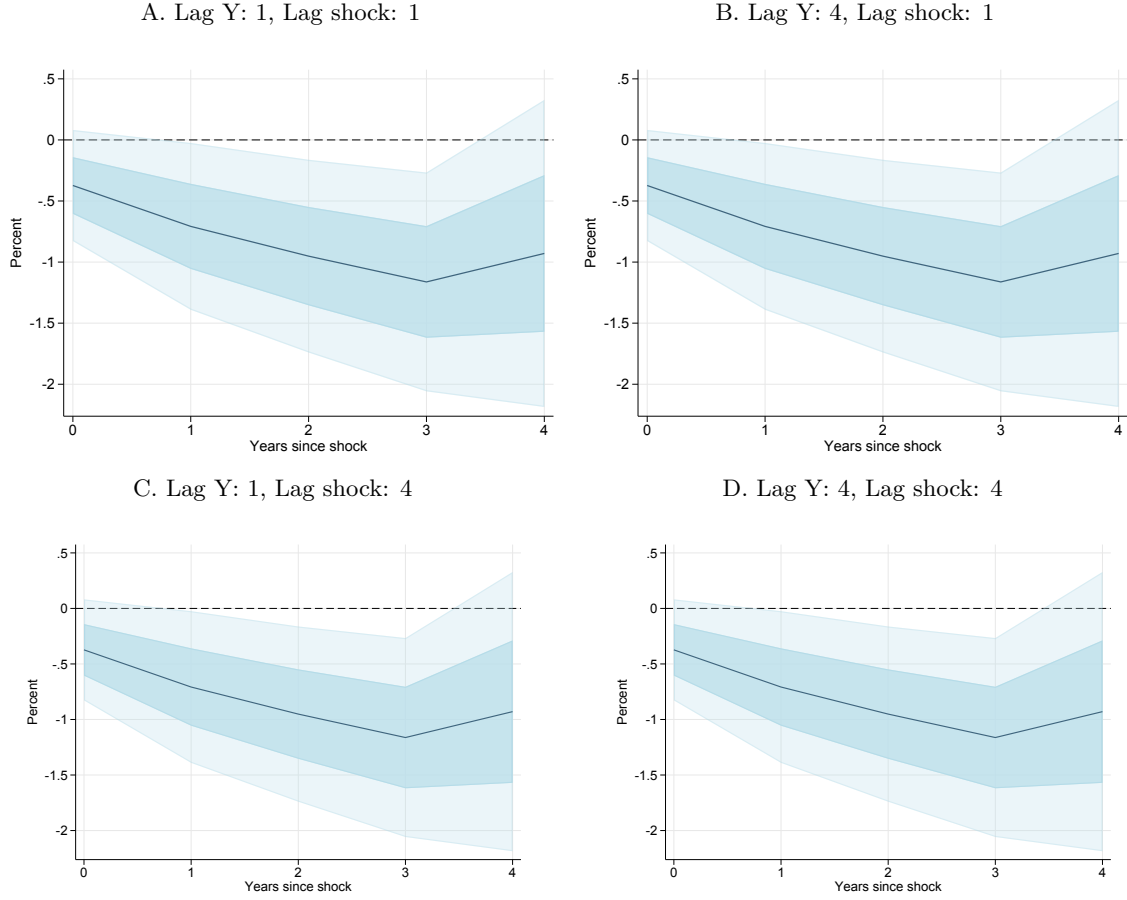 A. Lag Y: 1, Lag shock: 1
B. Lag Y: 4, Lag shock: 1
.5
0
-.5
-1
-1.5
-2
Percent
0 1 2 3 4
Years since shock
.5
0
-.5
-1
-1.5
-2
Percent
0 1 2 3 4
Years since shock
C. Lag Y: 1, Lag shock: 4
D. Lag Y: 4, Lag shock: 4
.5
0
-.5
-1
-1.5
-2
Percent
0 1 2 3 4
Years since shock
.5
0
-.5
-1
-1.5
-2
Percent
0 1 2 3 4
Years since shock